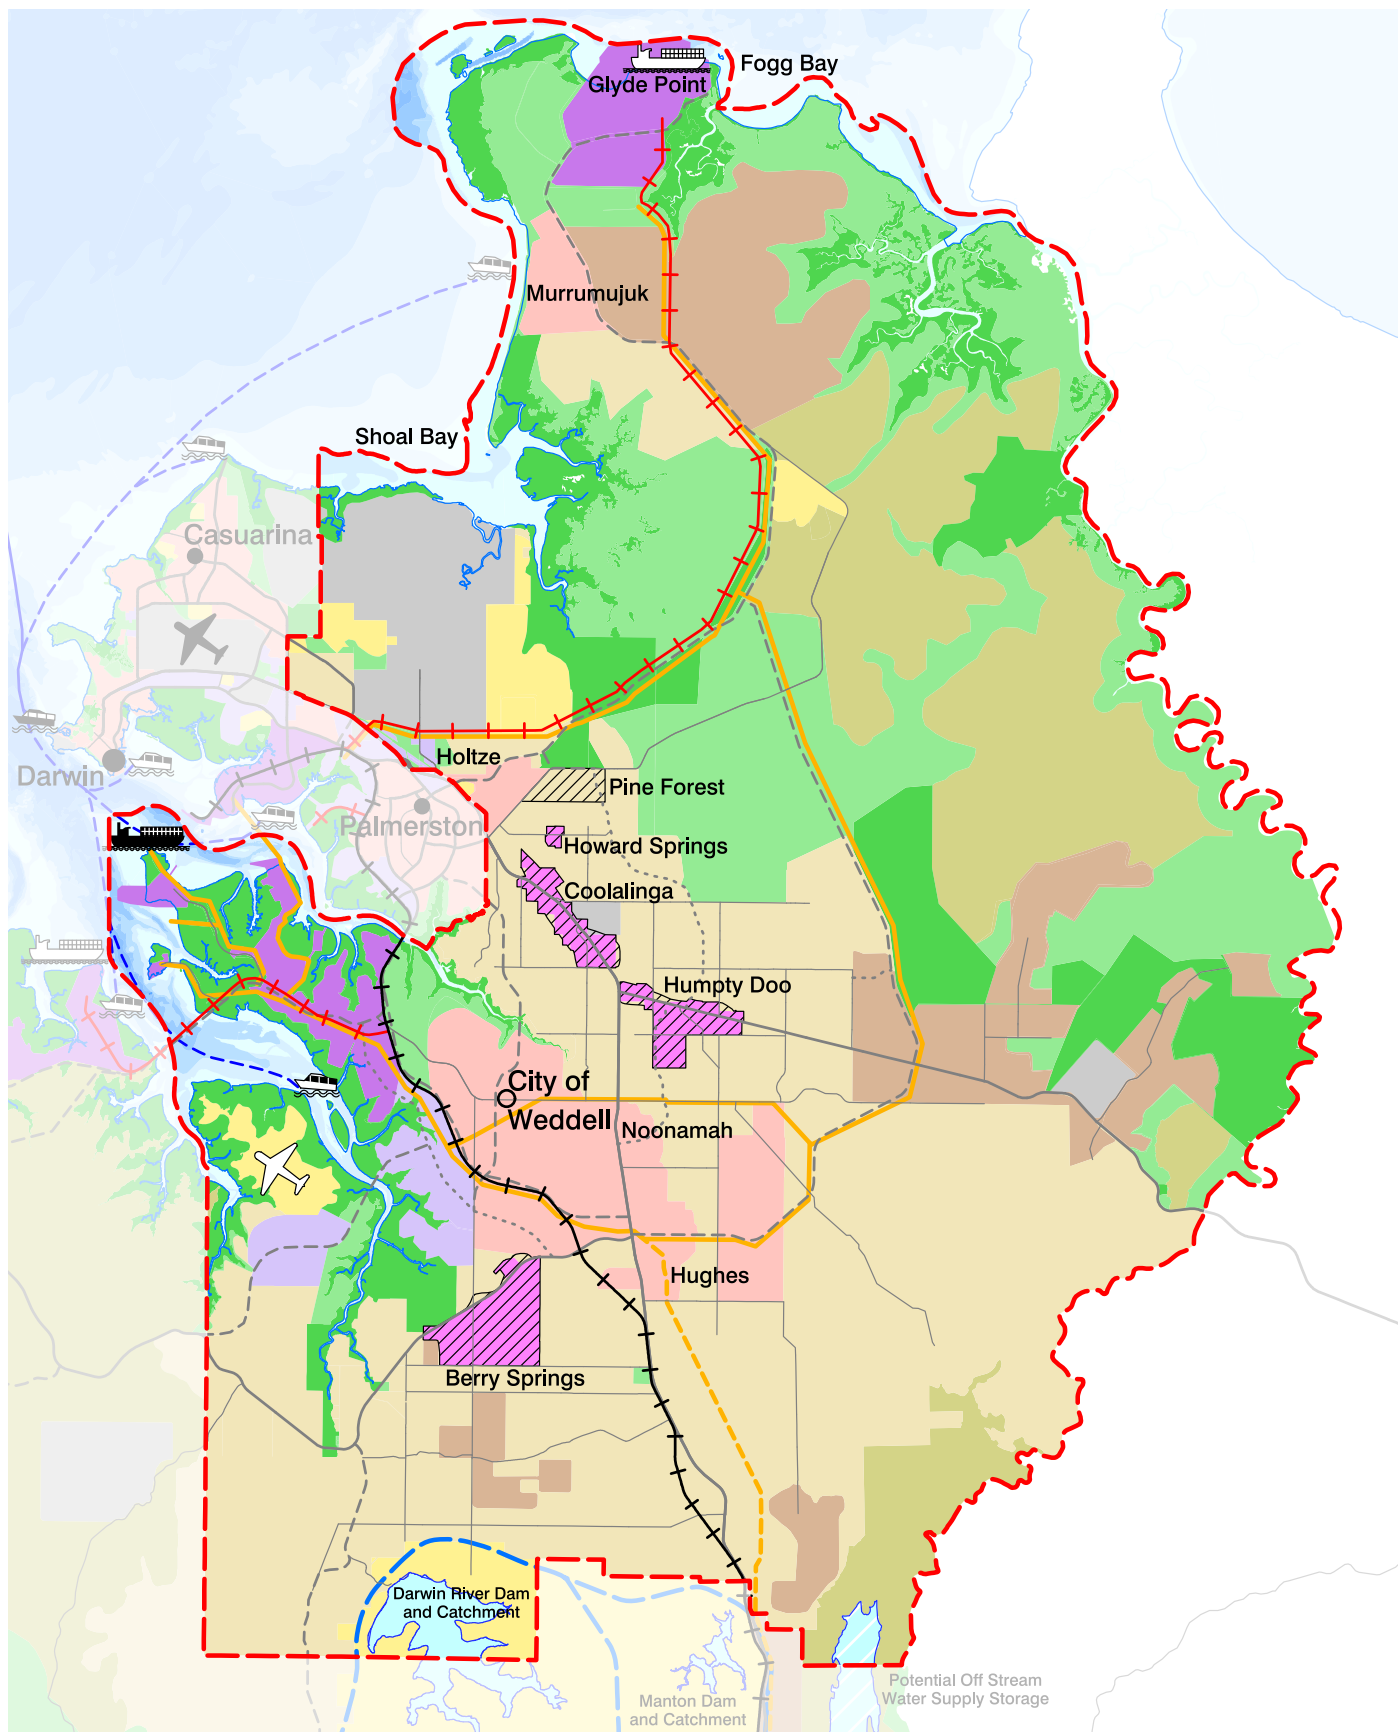 Fogg Bay
Glyde Point
Murrumujuk
Shoal Bay
Casuarina
Holtze
Darwin
Pine Forest
Palmerston
Howard Springs
Coolalinga
Humpty Doo
City of
Weddell
Noonamah
Hughes
Berry Springs
Darwin River Dam
and Catchment
Potential Off Stream
Water Supply Storage
Manton Dam
and Catchment